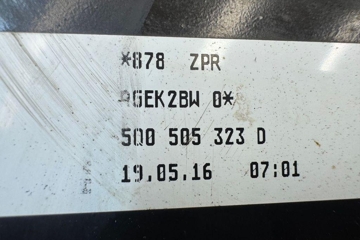 *878 ZPR
AGEK2BW 0*
5Q0 505 323 D
19.05.16 07:01